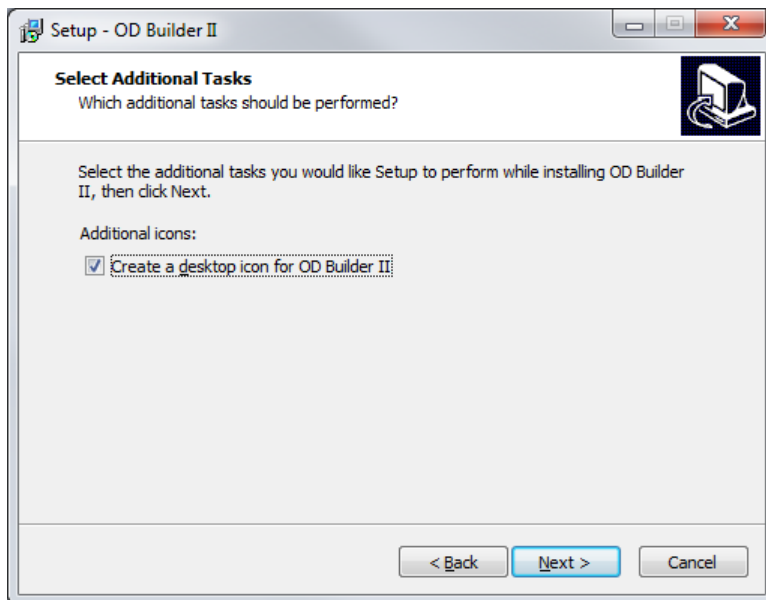 Setup - OD Builder II
Select Additional Tasks
Which additional tasks should be performed?
Select the additional tasks you would like Setup to perform while installing OD Builder
II, then click Next.
Additional icons:
Create a desktop icon for OD Builder II
< Back
Next >
Cancel